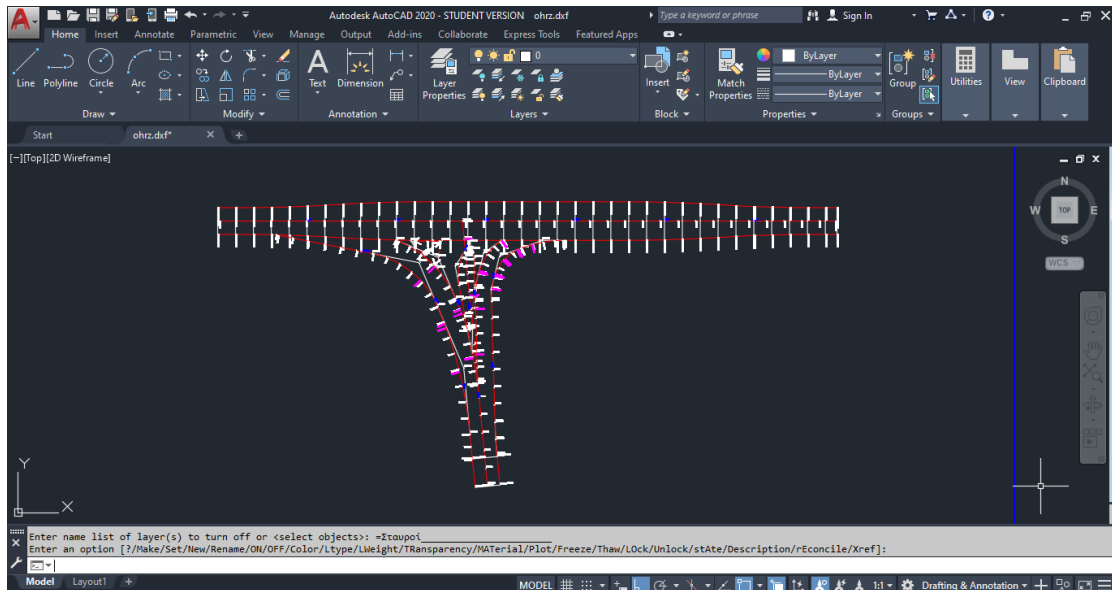 Autodesk AutoCAD 2020 - STUDENT VERSION ohrz.dxf
Type a keyword or phrase
Sign In
Home Insert Annotate Parametric View Manage Output Add-ins Collaborate Express Tools Featured Apps
0
ByLayer
ByLayer
ByLayer
Line Polyline Circle Arc
Text Dimension
Layer Properties
Insert
Match Properties
Group
Utilities
View
Clipboard
Draw
Modify
Annotation
Layers
Block
Properties
Groups
Start
ohrz.dxf*
[−][Top][2D Wireframe]
N
W
TOP
E
S
WCS
Y
X
Enter name list of layer(s) to turn off or <select objects>: =Σταυροί
Enter an option [?/Make/Set/New/Rename/ON/OFF/Color/Ltype/LWeight/TRansparency/MATerial/Plot/Freeze/Thaw/LOck/Unlock/stAte/Description/rEconcile/Xref]:
Model Layout1 +
MODEL
1:1
Drafting & Annotation